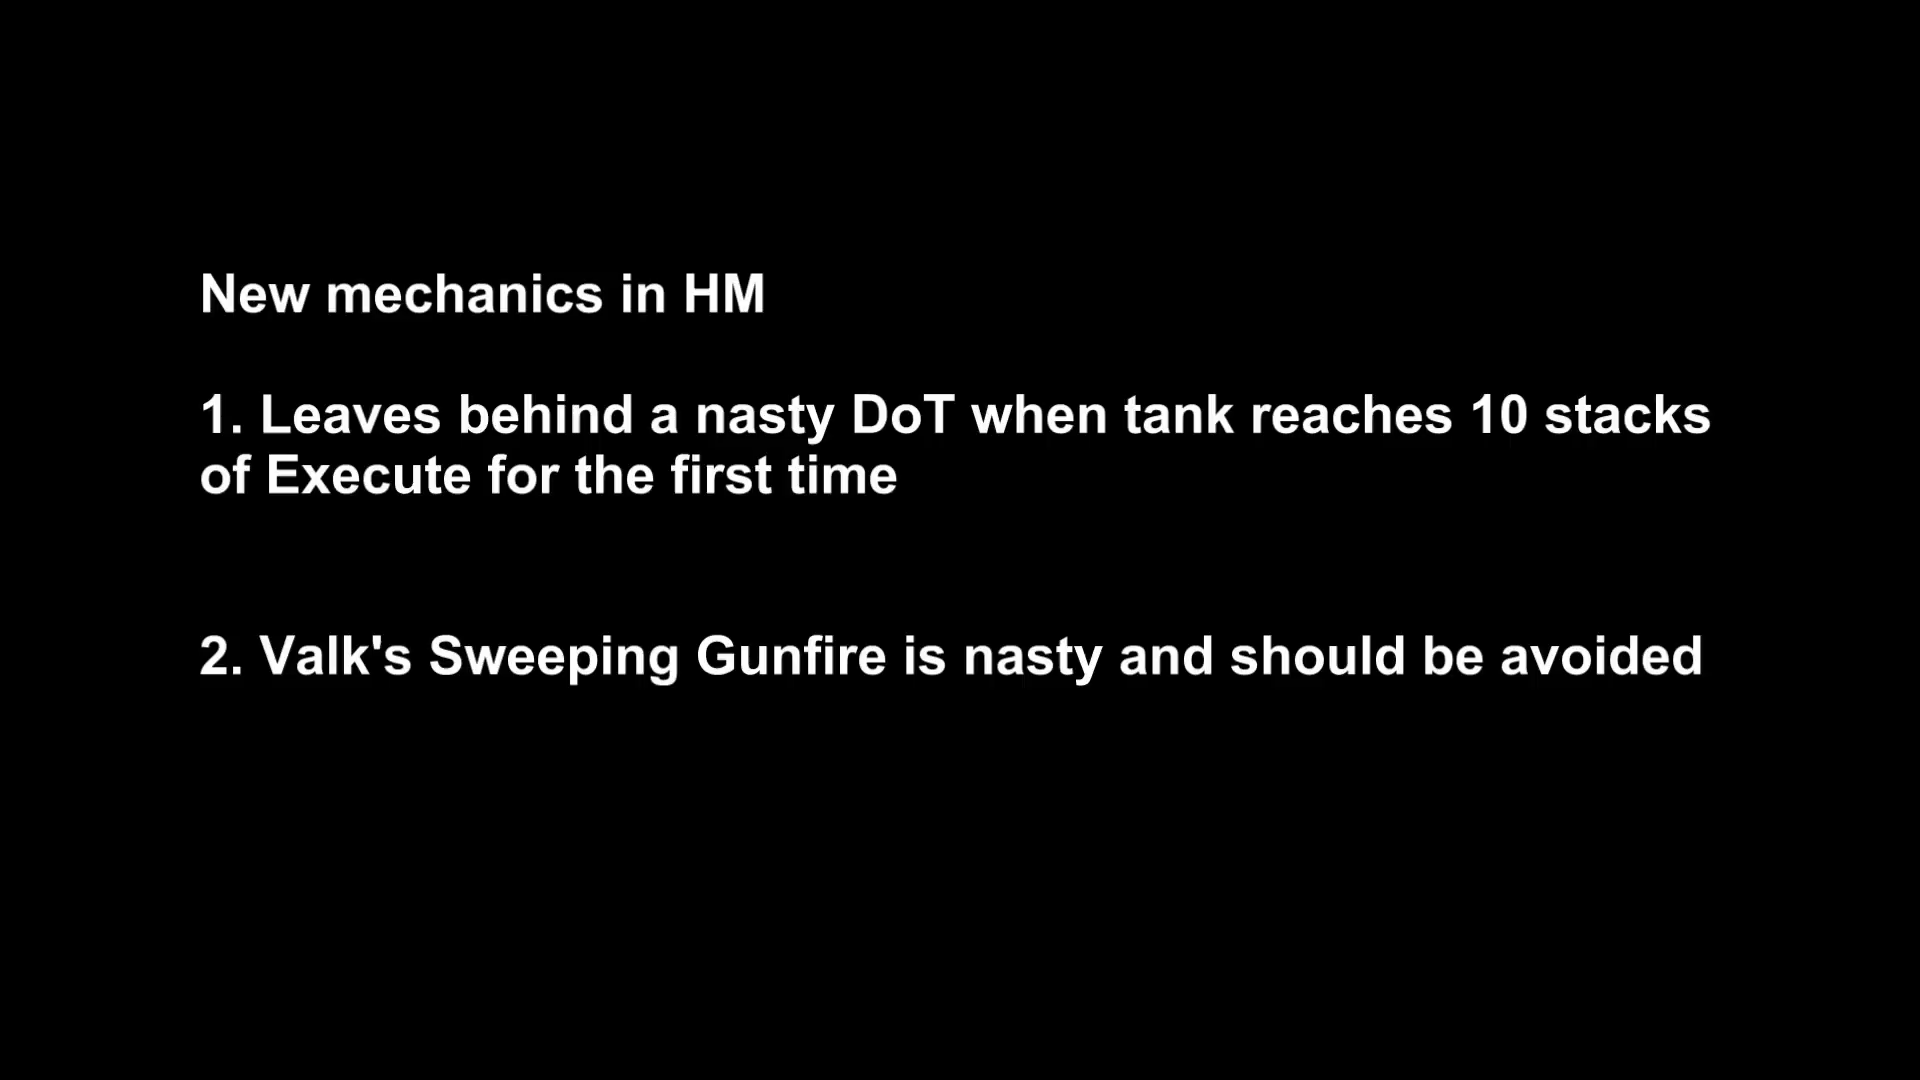 New mechanics in HM
1. Leaves behind a nasty DoT when tank reaches 10 stacks
of Execute for the first time
2. Valk's Sweeping Gunfire is nasty and should be avoided